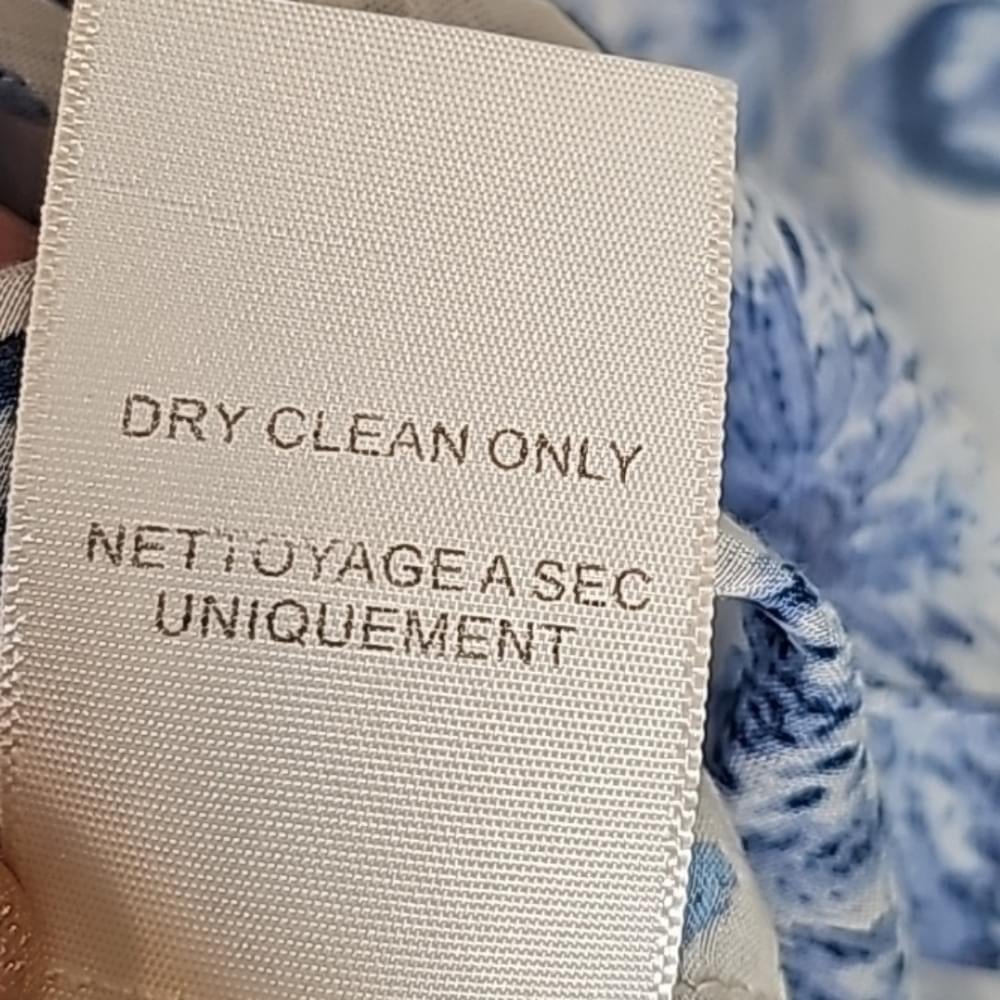 DRY CLEAN ONLY
NETTOYAGE A SEC
UNIQUEMENT